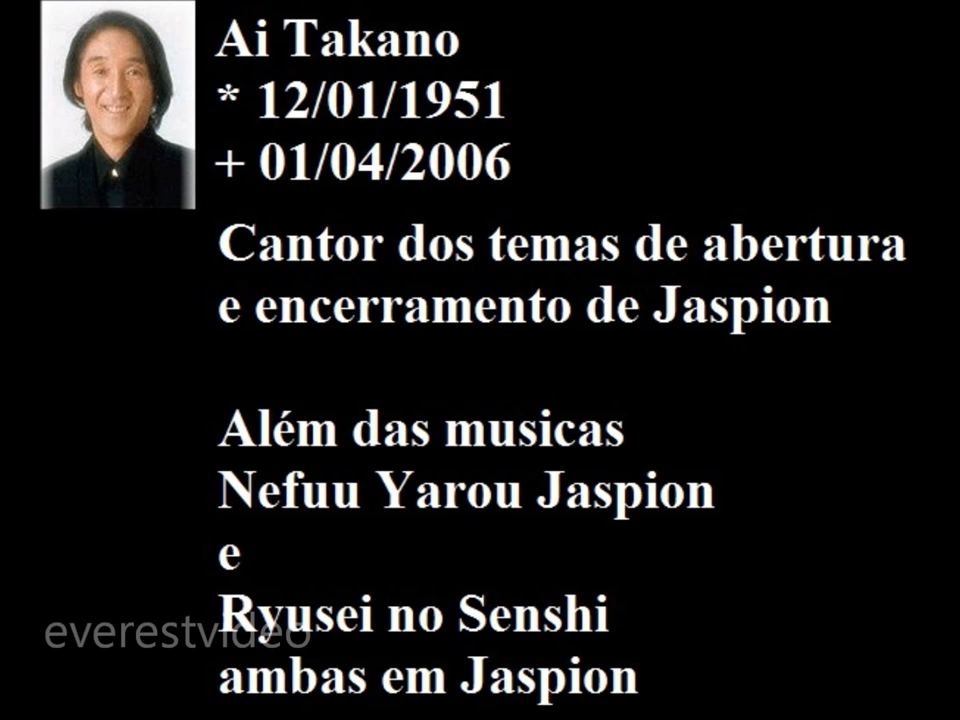 Ai Takano
* 12/01/1951
+ 01/04/2006
Cantor dos temas de abertura
e encerramento de Jaspion
Além das musicas
Nefuu Yarou Jaspion
e
Ryusei no Senshi
everestvideo
ambas em Jaspion